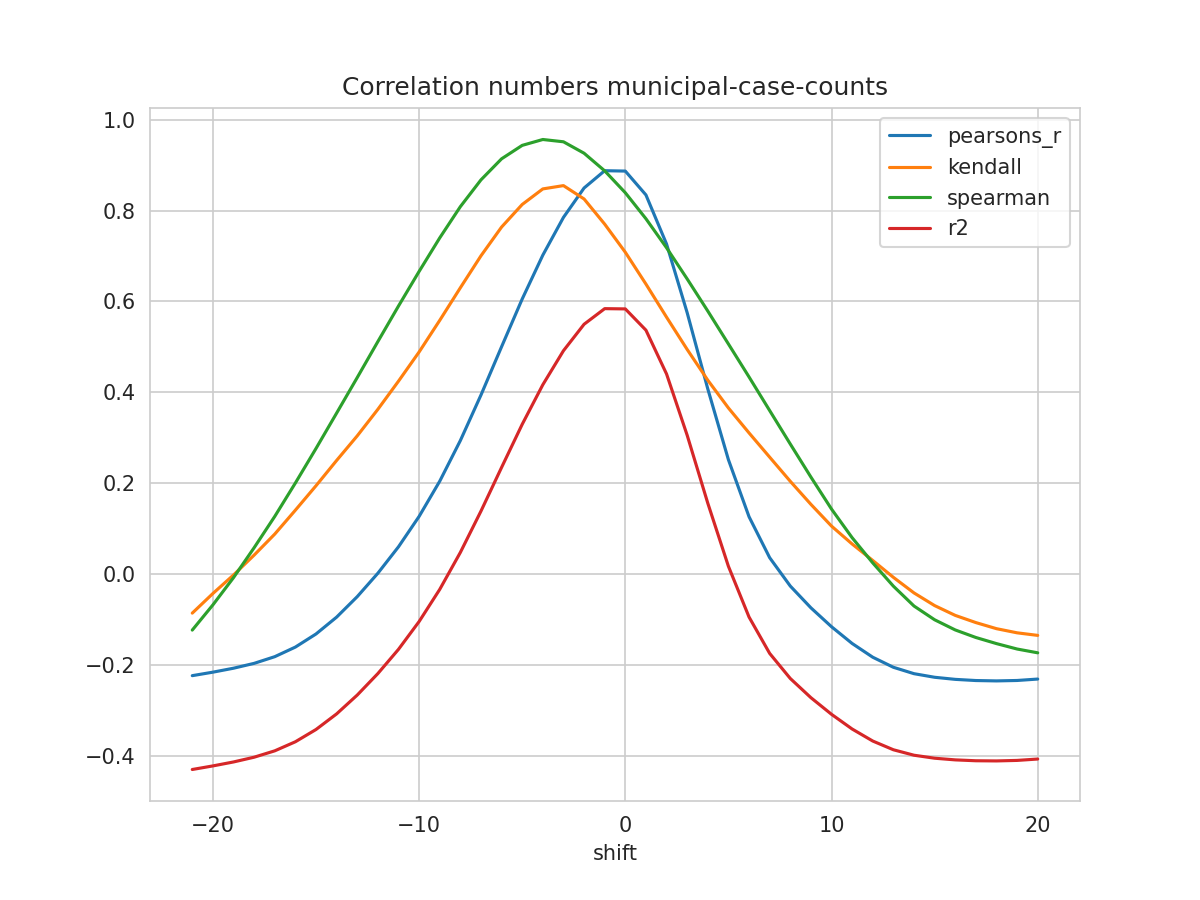 Correlation numbers municipal-case-counts
pearsons_r
kendall
spearman
r2
1.0
0.8
0.6
0.4
0.2
0.0
−0.2
−0.4
−20
−10
0
10
20
shift